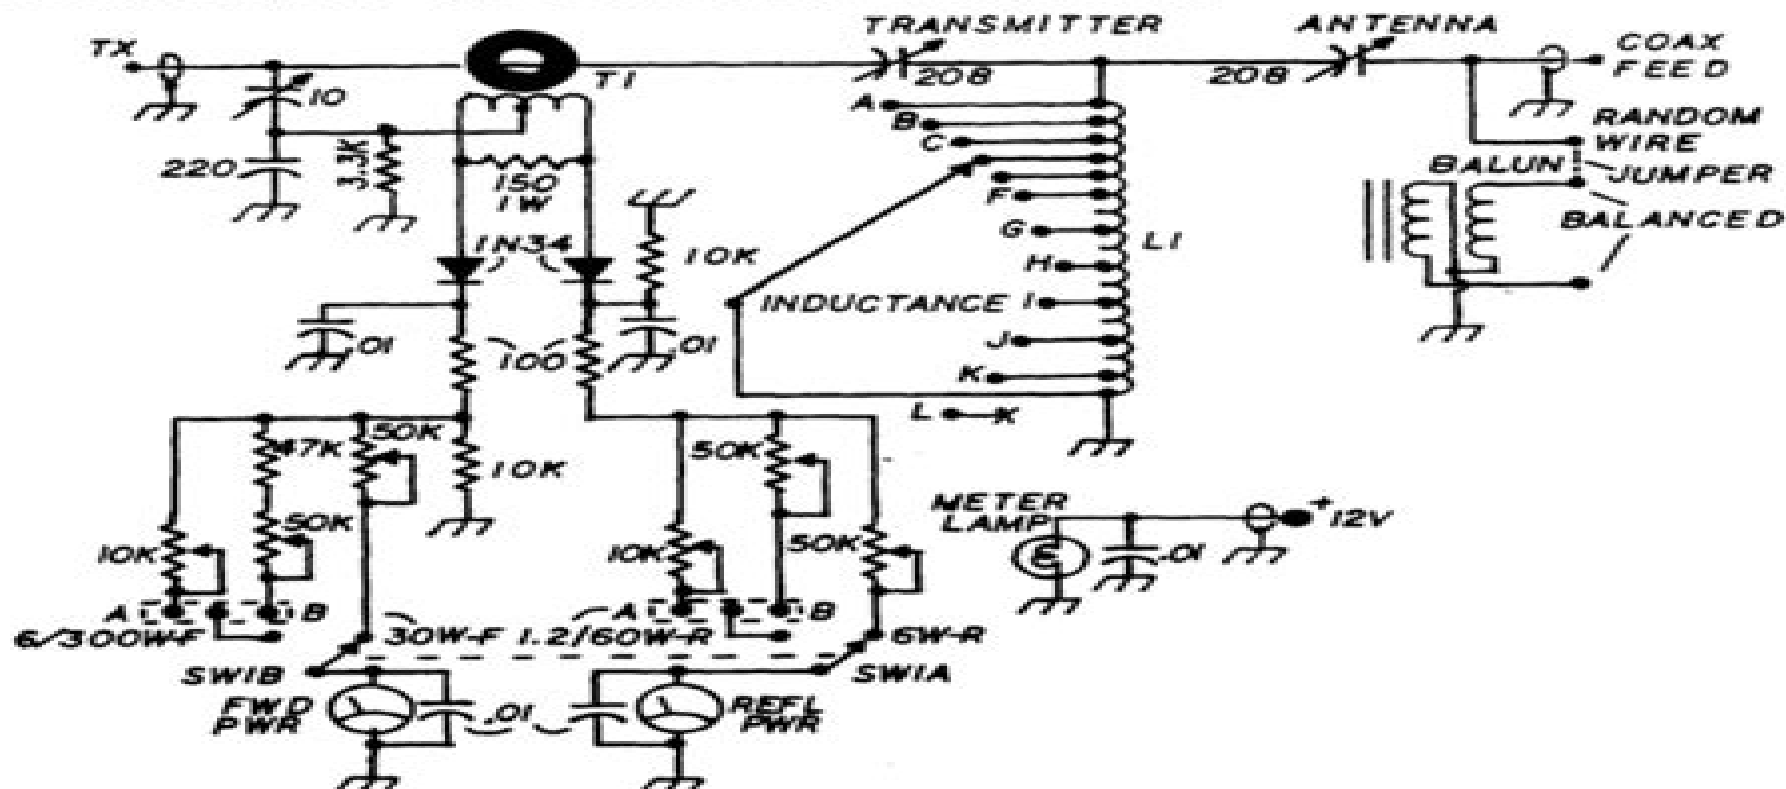 TRANSMITTER
ANTENNA
TX
T1
10
208
208
COAX
FEED
A
B
C
F
G
H
INDUCTANCE I
J
K
L
L1
RANDOM
WIRE
BALUN
JUMPER
BALANCED
220
3.3K
150
1W
1N34
10K
.01
100
.01
47K
50K
10K
50K
10K
50K
10K
50K
METER
LAMP
.01
+
12V
A
B
A
B
6/300W-F
30W-F
1.2/60W-R
6W-R
SW1B
SW1A
FWD
PWR
.01
REFL
PWR